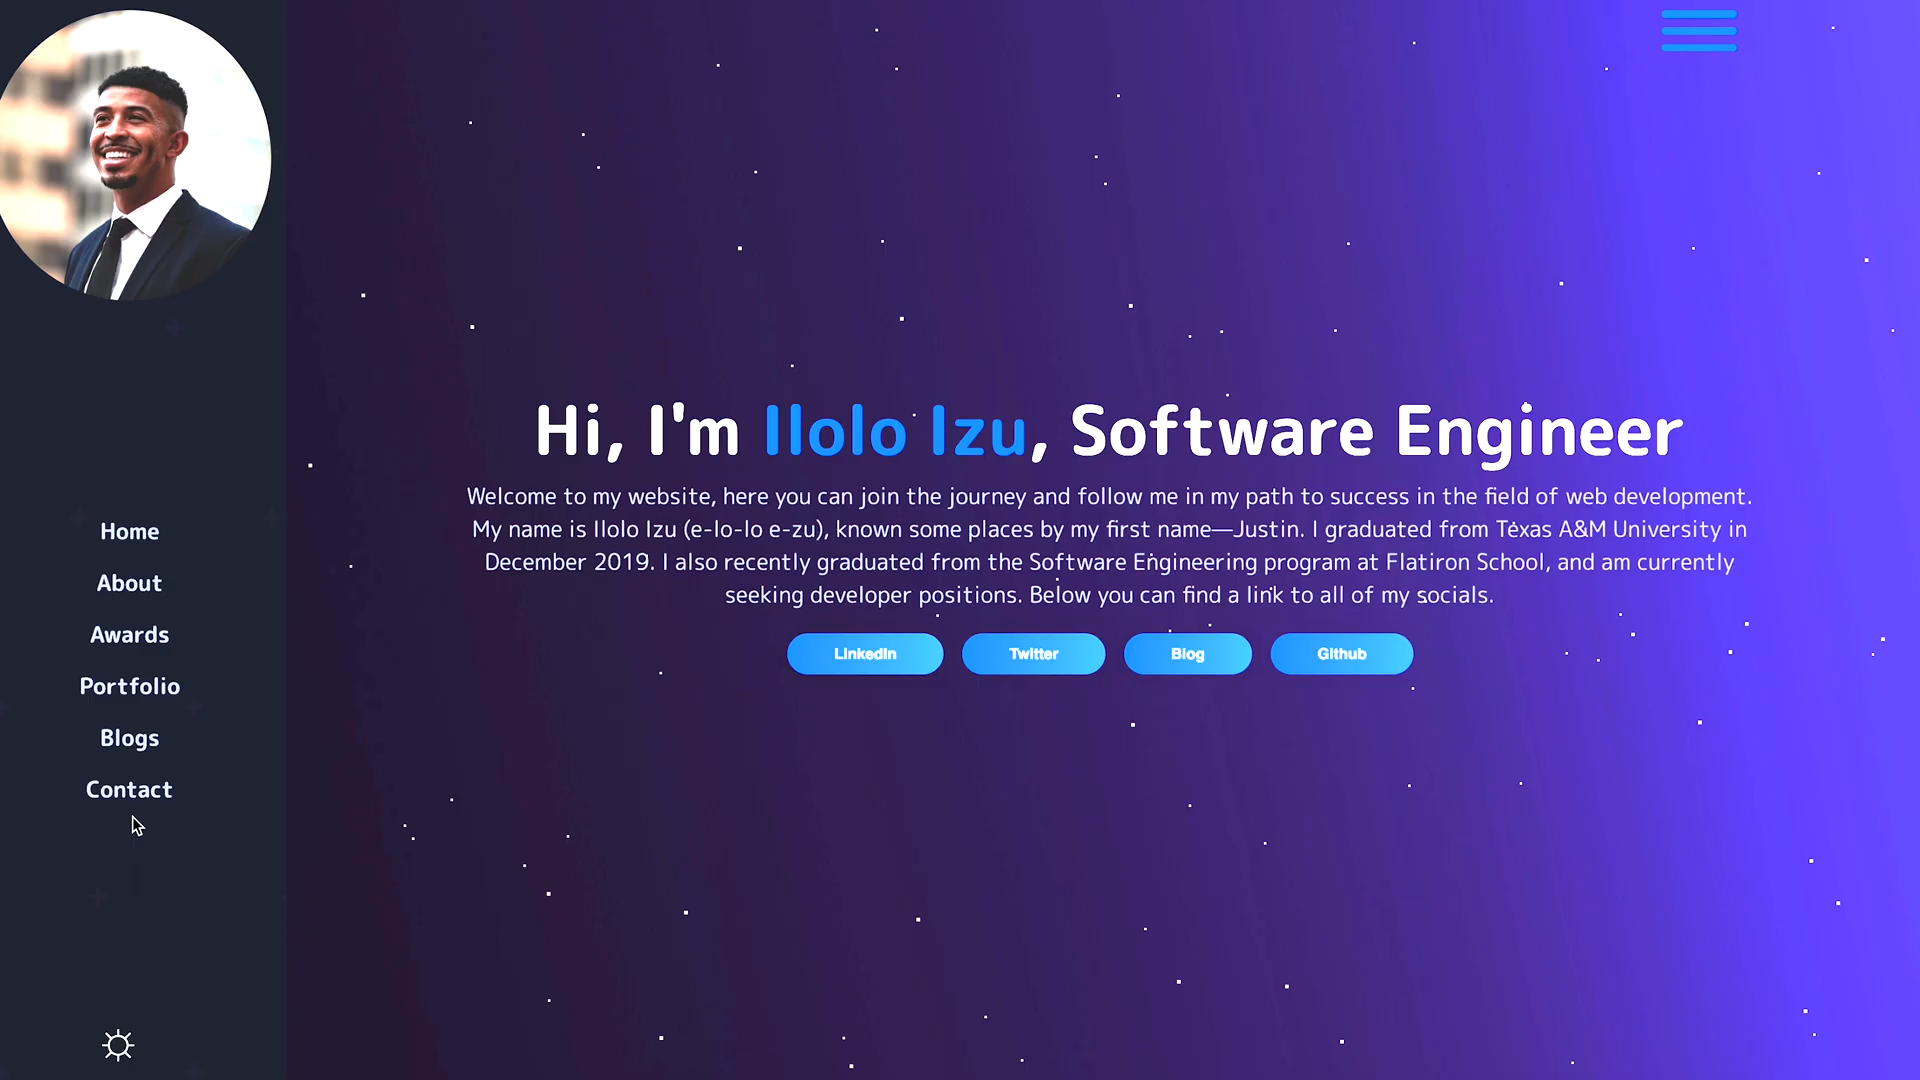 Home
About
Awards
Portfolio
Blogs
Contact
Hi, I'm Ilolo Izu, Software Engineer
Welcome to my website, here you can join the journey and follow me in my path to success in the field of web development.
My name is Ilolo Izu (e-lo-lo e-zu), known some places by my first name—Justin. I graduated from Texas A&M University in
December 2019. I also recently graduated from the Software Engineering program at Flatiron School, and am currently
seeking developer positions. Below you can find a link to all of my socials.
LinkedIn
Twitter
Blog
Github